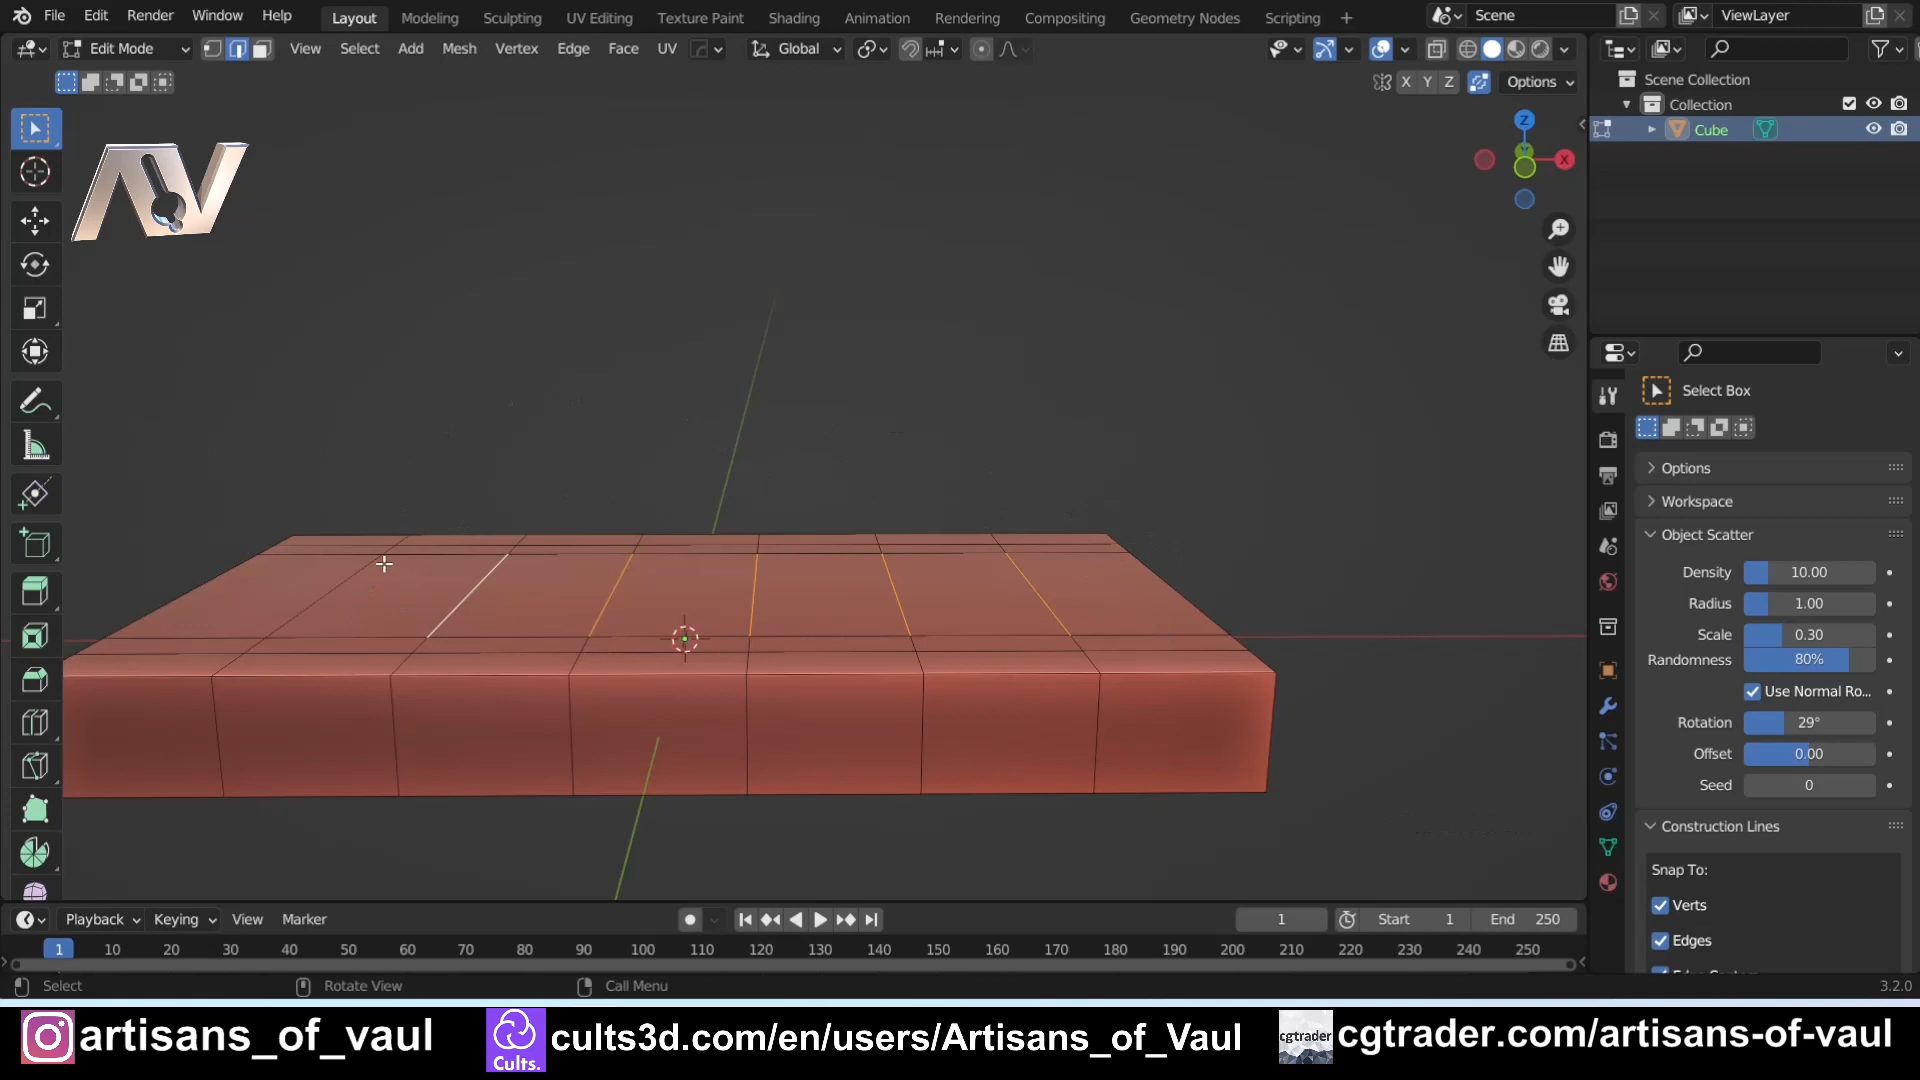 File Edit Render Window Help Layout Modeling Sculpting UV Editing Texture Paint Shading Animation Rendering Compositing Geometry Nodes Scripting + Scene ViewLayer
Edit Mode View Select Add Mesh Vertex Edge Face UV Global
X Y Z Options
Scene Collection
Collection
Cube
Z
X
Select Box
Options
Workspace
Object Scatter
Density 10.00
Radius 1.00
Scale 0.30
Randomness 80%
Use Normal Ro...
Rotation 29°
Offset 0.00
Seed 0
Construction Lines
Snap To:
Verts
Edges
Playback Keying View Marker 1 Start 1 End 250
1 10 20 30 40 50 60 70 80 90 100 110 120 130 140 150 160 170 180 190 200 210 220 230 240 250
Select Rotate View Call Menu 3.2.0
artisans_of_vaul Cults. cults3d.com/en/users/Artisans_of_Vaul cgtrader cgtrader.com/artisans-of-vaul